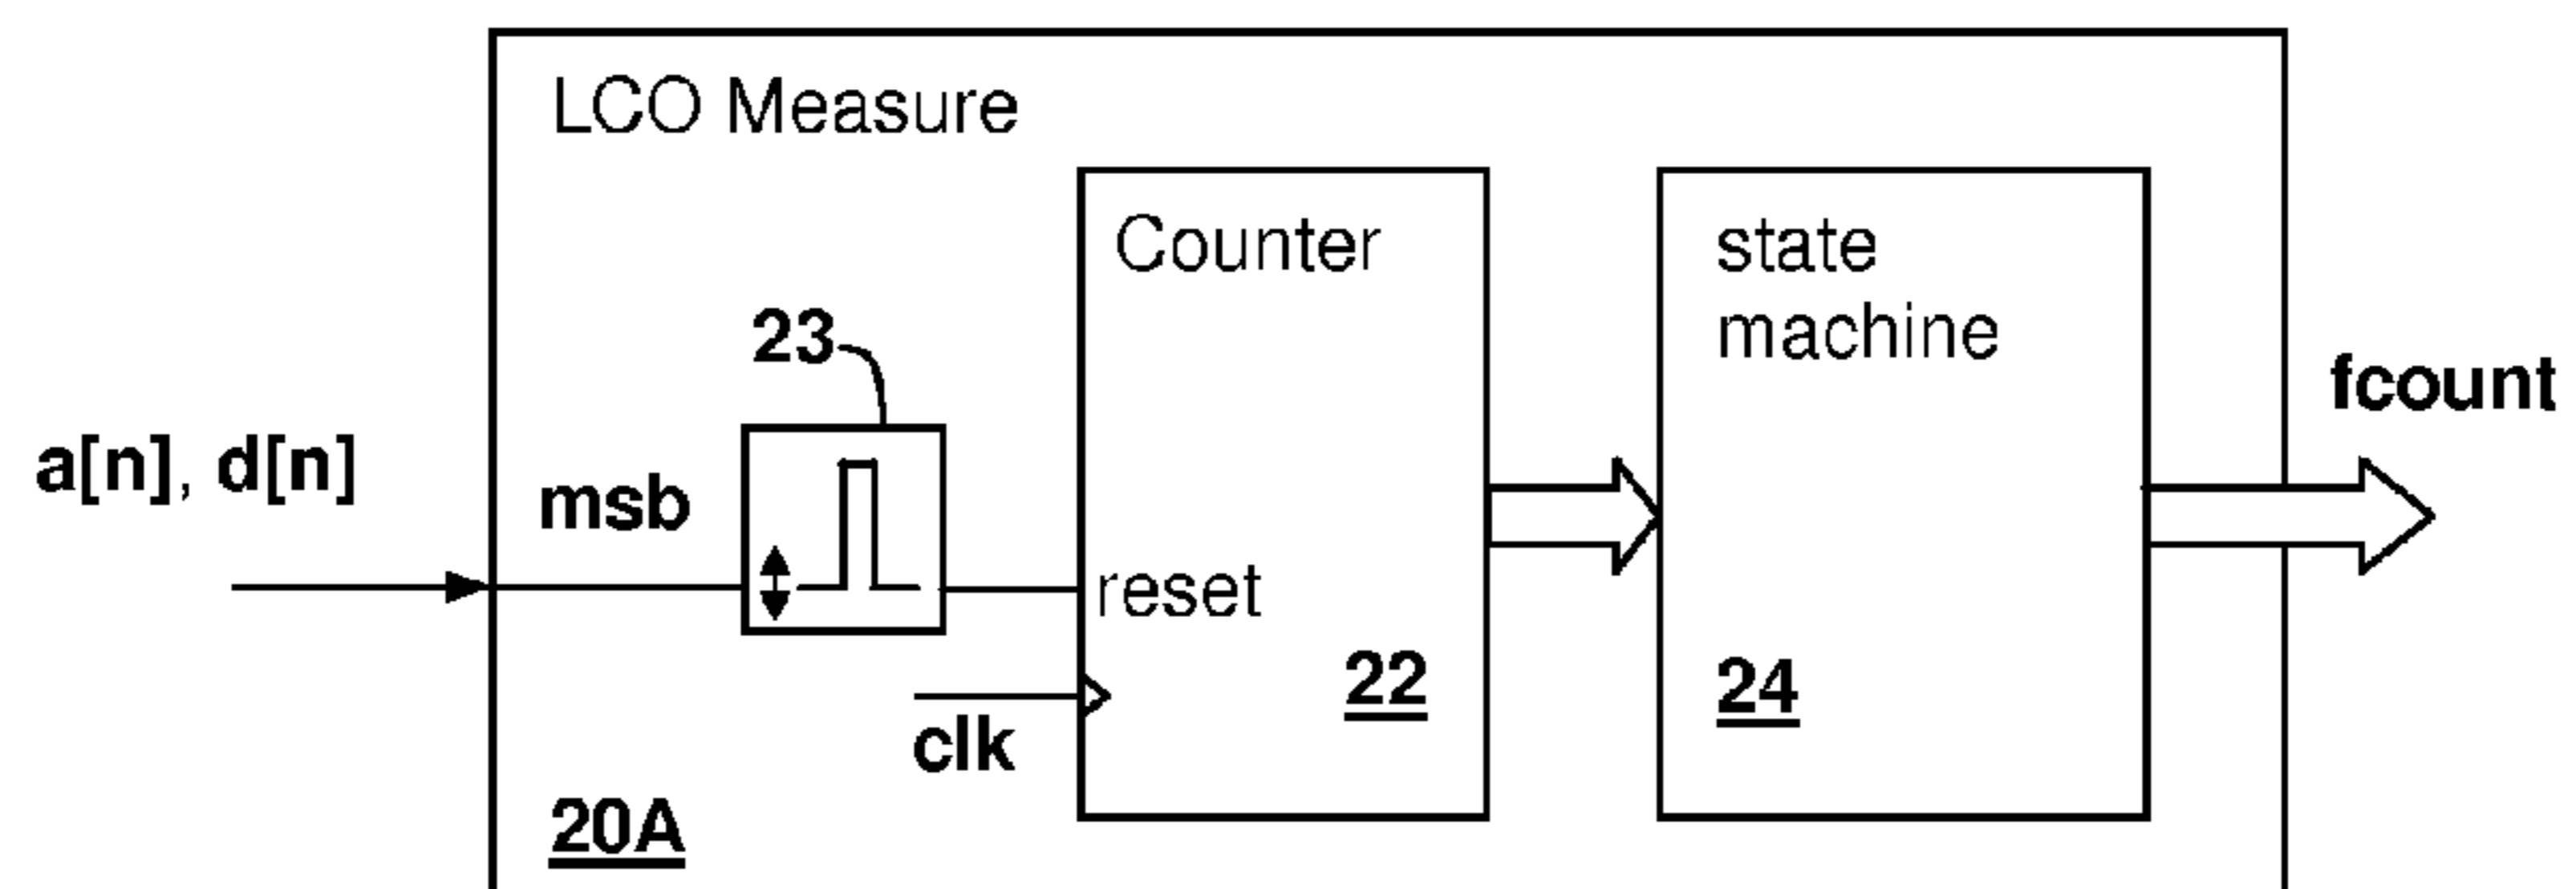 LCO Measure
Counter
state
machine
23
fcount
a[n], d[n]
msb
reset
22
24
clk
20A